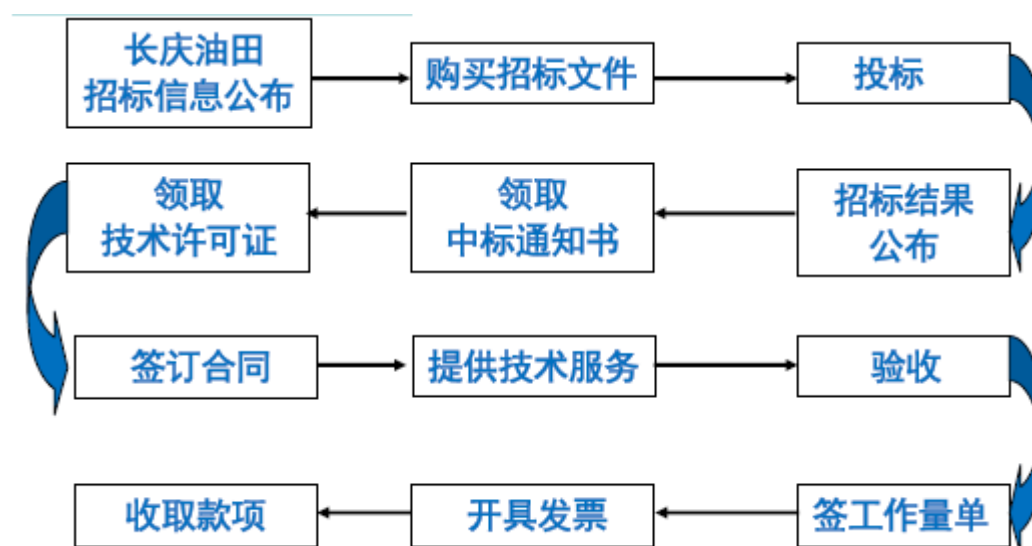 长庆油田
招标信息公布
购买招标文件
投标
招标结果
公布
领取
中标通知书
领取
技术许可证
签订合同
提供技术服务
验收
签工作量单
开具发票
收取款项